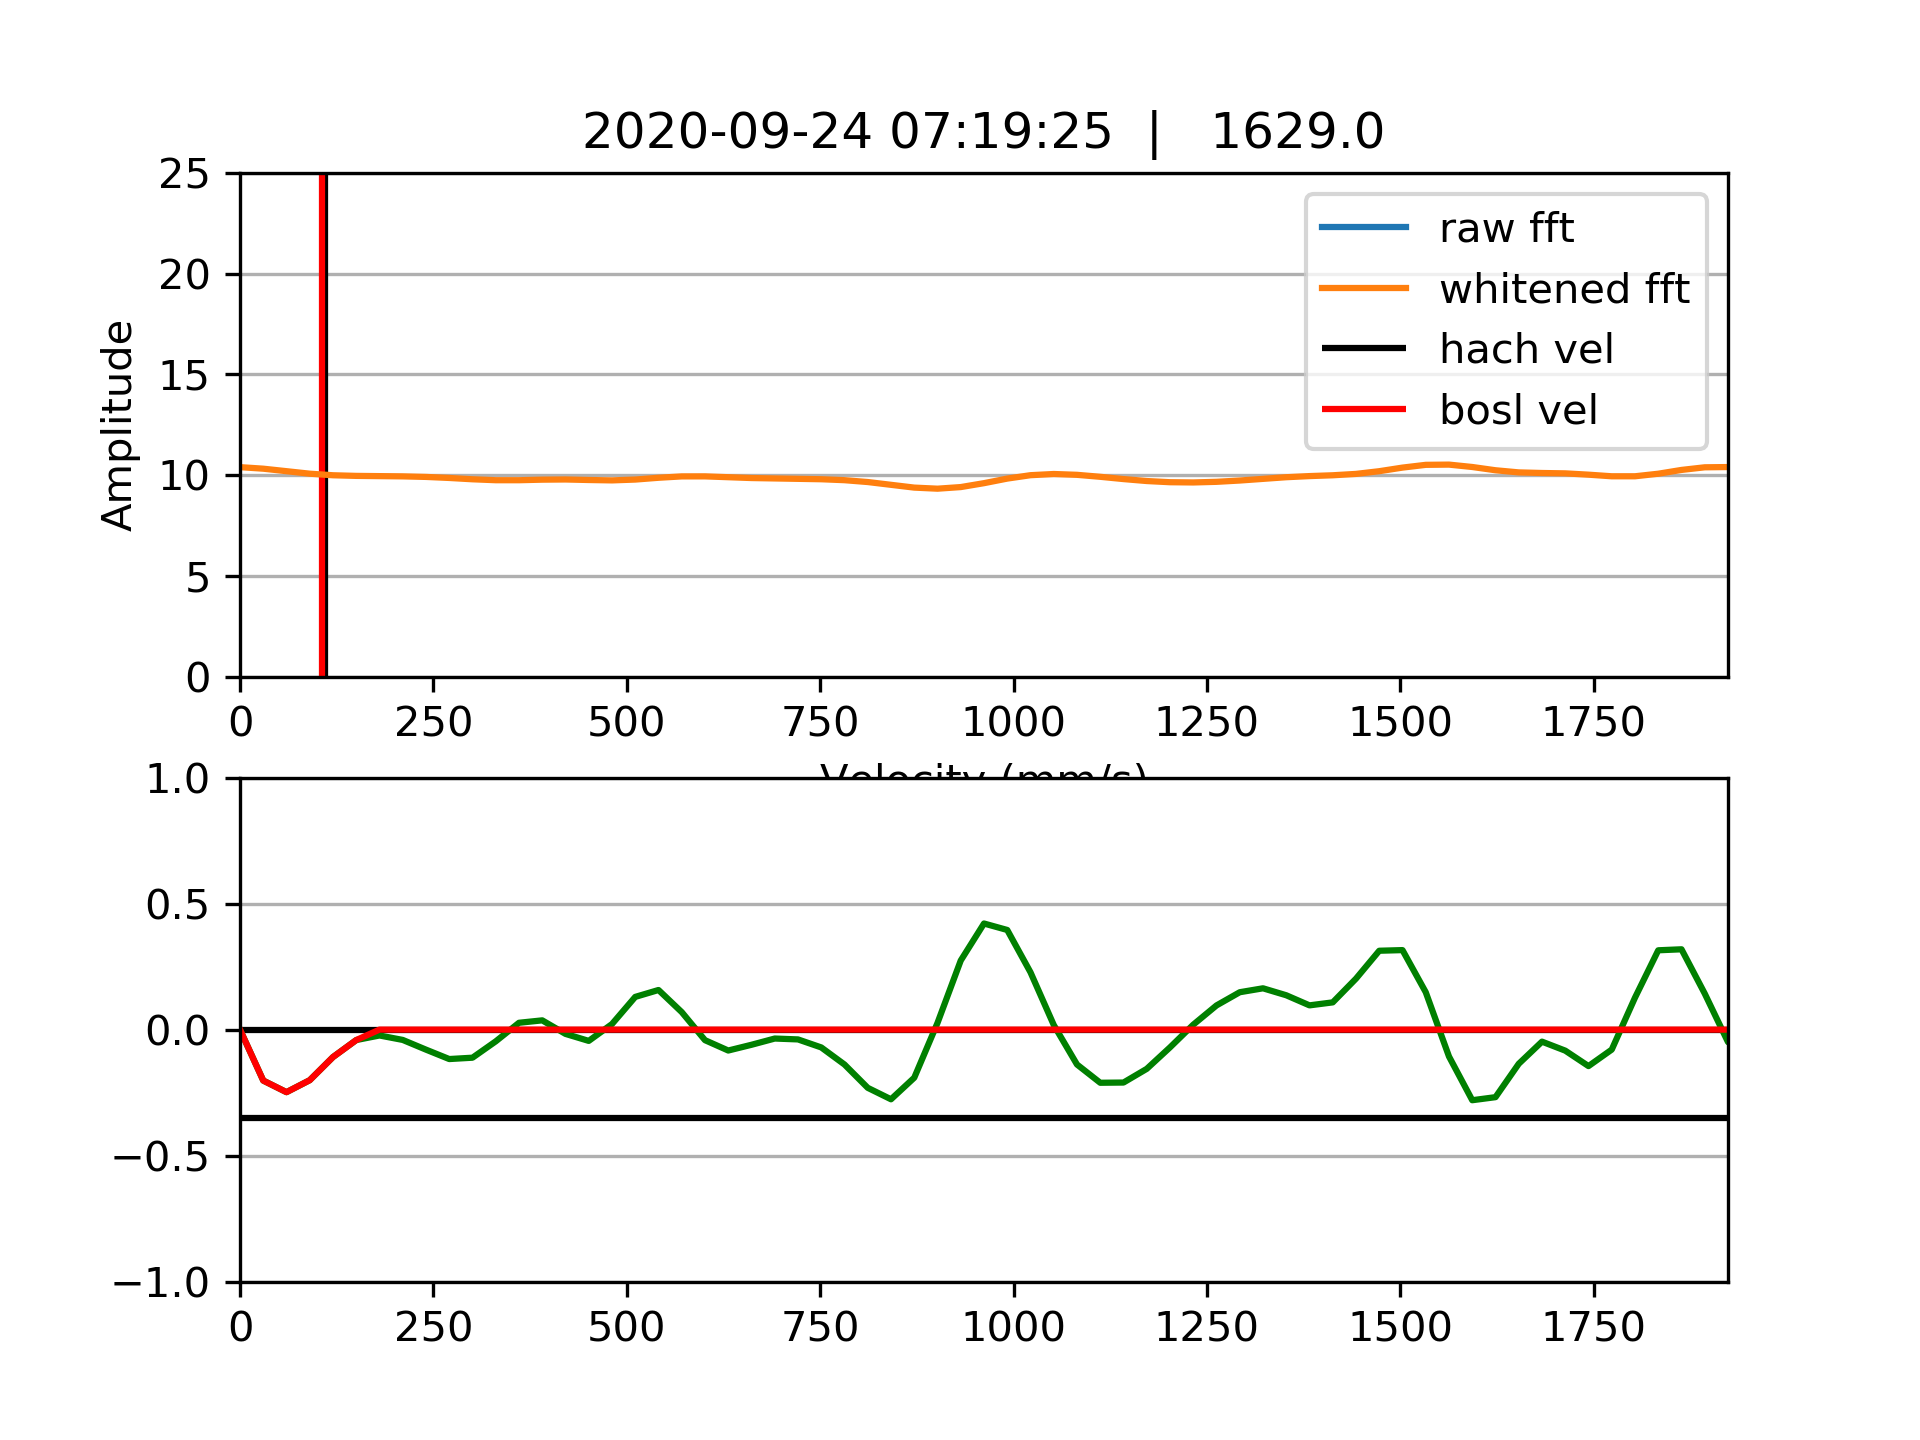 2020-09-24 07:19:25 | 1629.0
25
20
15
10
5
0
Amplitude
raw fft
whitened fft
hach vel
bosl vel
0 250 500 750 1000 1250 1500 1750
Velocity (mm/s)
1.0
0.5
0.0
−0.5
−1.0
0 250 500 750 1000 1250 1500 1750